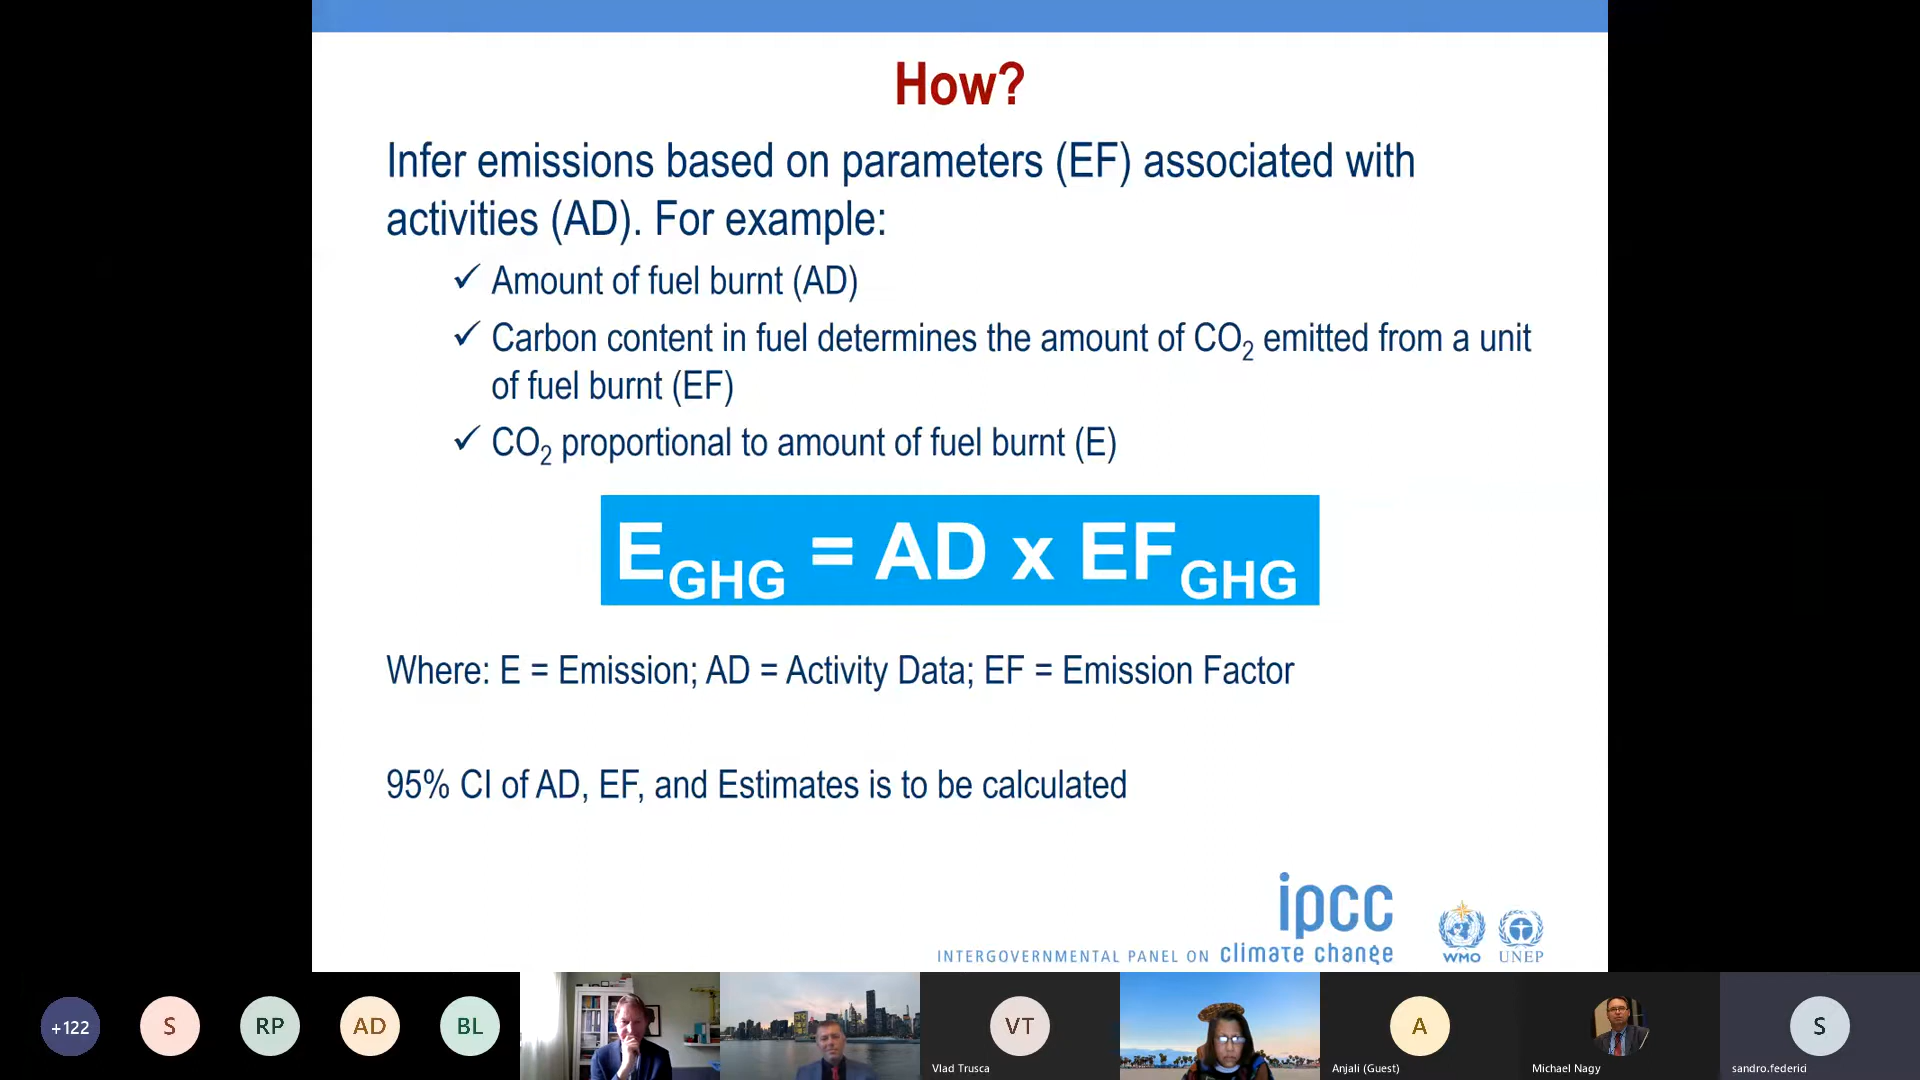 How?
Infer emissions based on parameters (EF) associated with
activities (AD). For example:
✓ Amount of fuel burnt (AD)
✓ Carbon content in fuel determines the amount of CO₂ emitted from a unit
of fuel burnt (EF)
✓ CO₂ proportional to amount of fuel burnt (E)
E_GHG = AD x EF_GHG
Where: E = Emission; AD = Activity Data; EF = Emission Factor
95% CI of AD, EF, and Estimates is to be calculated
ipcc
INTERGOVERNMENTAL PANEL ON climate change
WMO UNEP
+122 S RP AD BL VT A S
Vlad Trusca Anjali (Guest) Michael Nagy sandro.federici